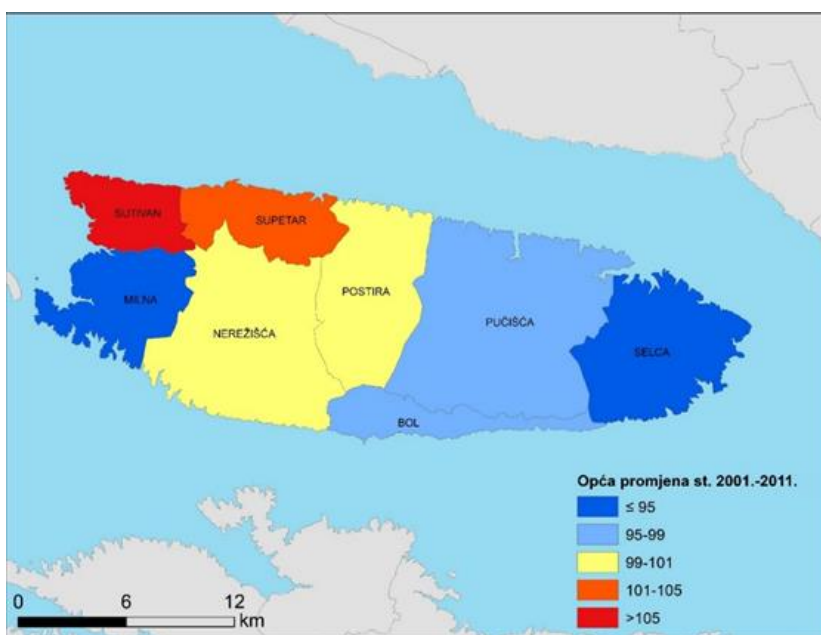 SUTIVAN
SUPETAR
MILNA
NEREŽIŠĆA
POSTIRA
PUČIŠĆA
SELCA
BOL
Opća promjena st. 2001.-2011.
≤ 95
95-99
99-101
101-105
>105
0 6 12
km